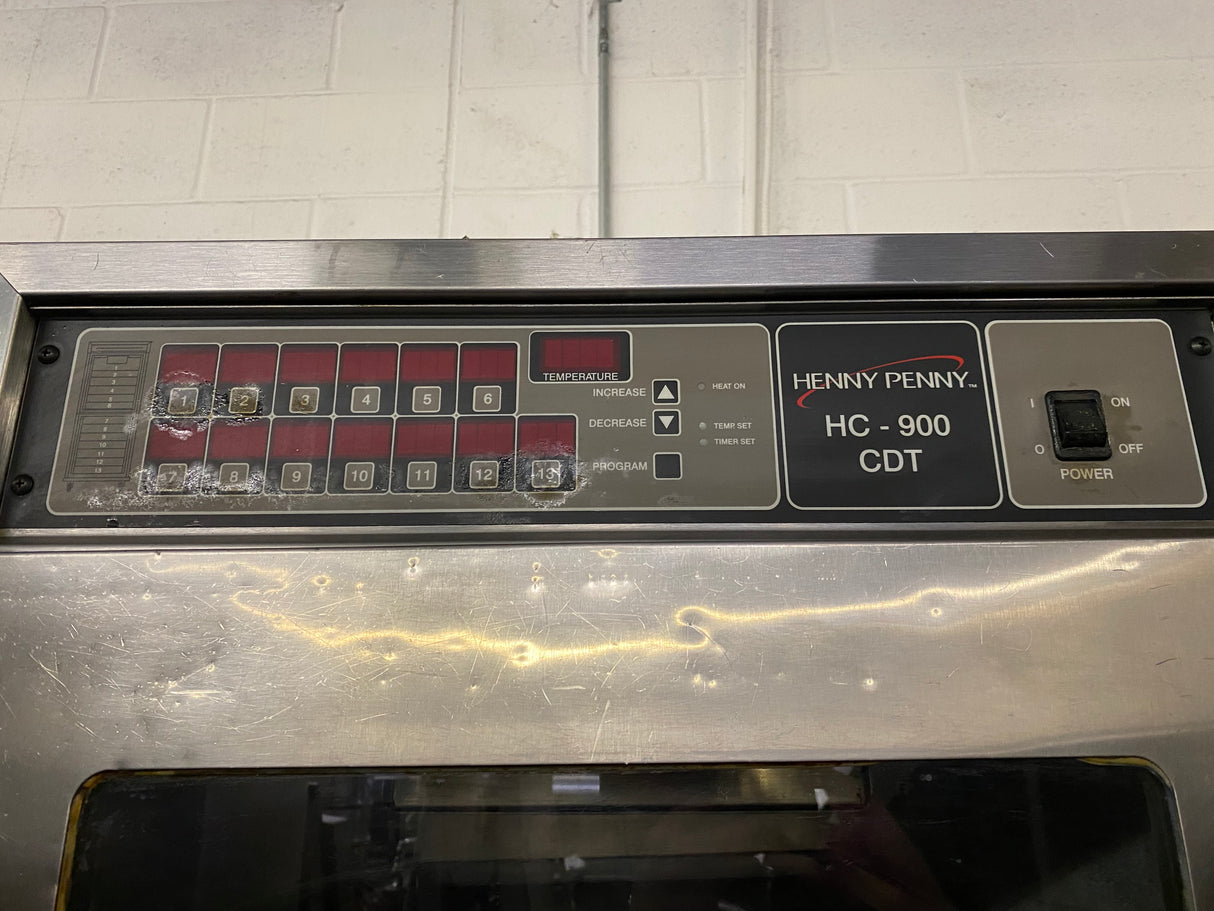 1 2 3 4 5 6
7 8 9 10 11 12 13
TEMPERATURE
INCREASE
DECREASE
PROGRAM
HEAT ON
TEMP. SET
TIMER SET
HENNY PENNY™
HC - 900
CDT
I ON
O OFF
POWER